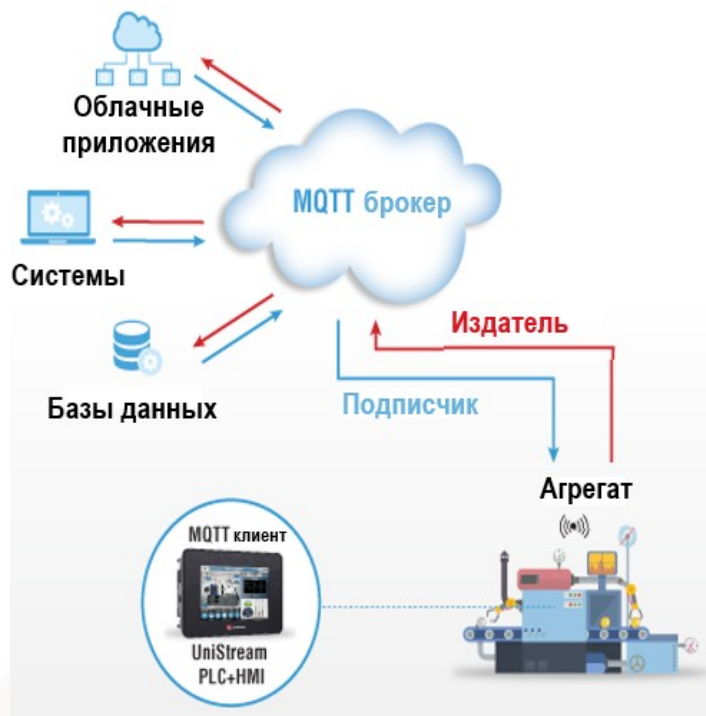 Облачные
приложения
MQTT брокер
Системы
Издатель
Базы данных
Подписчик
Агрегат
MQTT клиент
UniStream
PLC+HMI